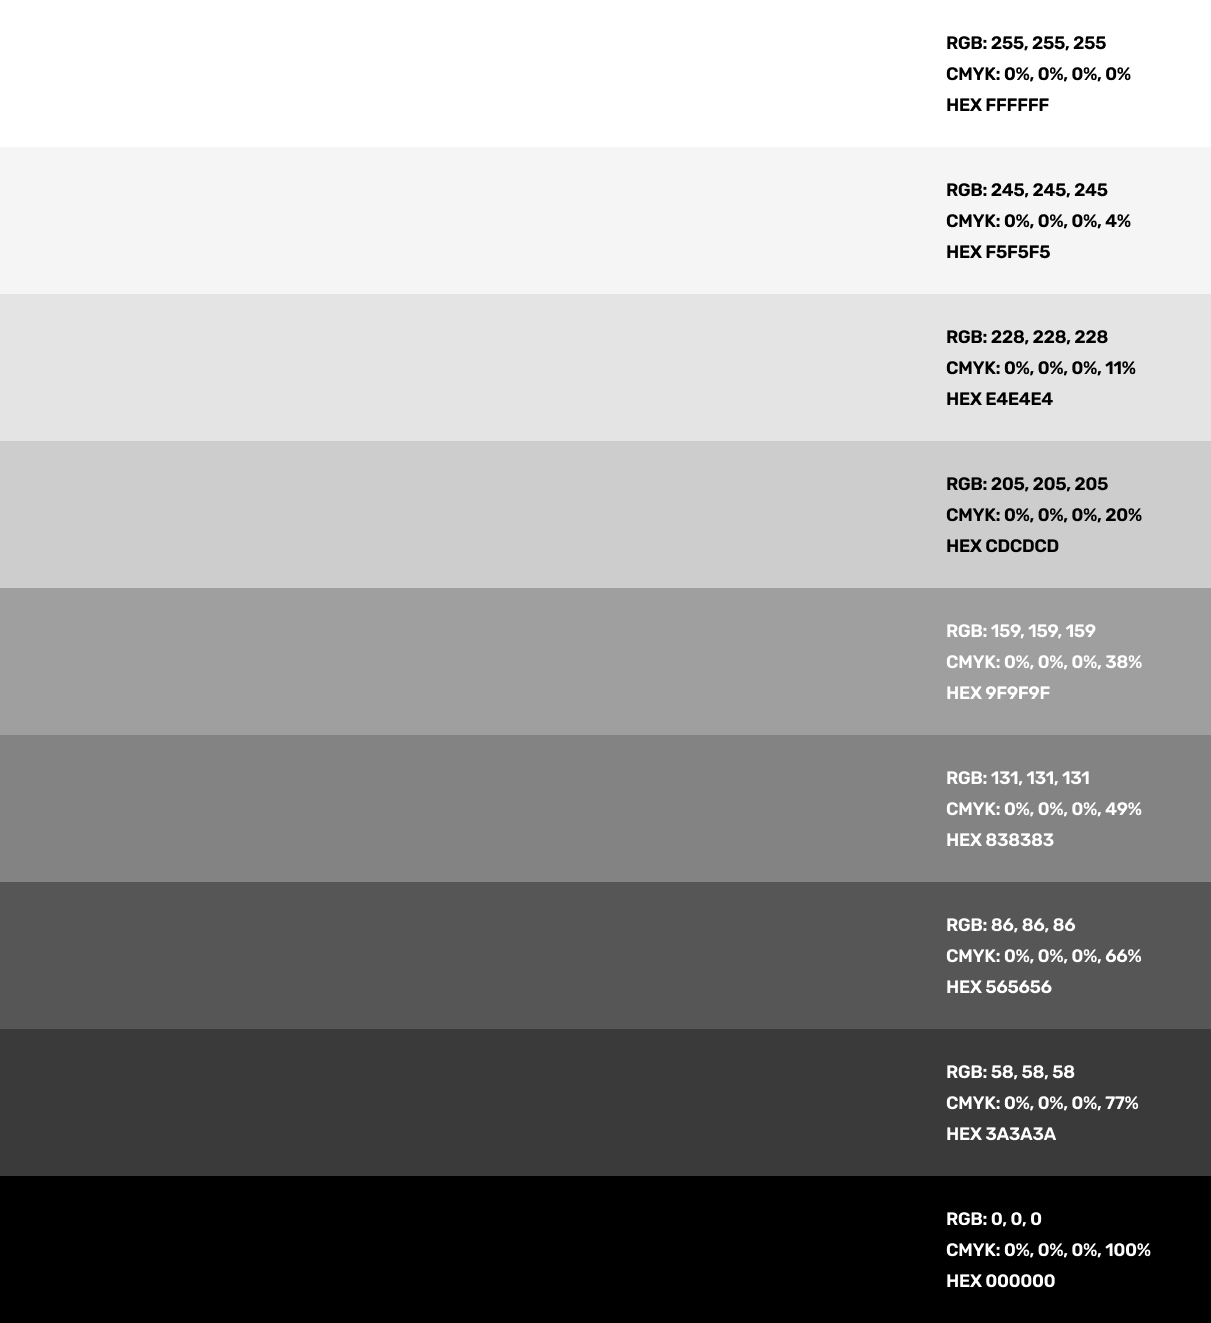 RGB: 255, 255, 255
CMYK: 0%, 0%, 0%, 0%
HEX FFFFFF
RGB: 245, 245, 245
CMYK: 0%, 0%, 0%, 4%
HEX F5F5F5
RGB: 228, 228, 228
CMYK: 0%, 0%, 0%, 11%
HEX E4E4E4
RGB: 205, 205, 205
CMYK: 0%, 0%, 0%, 20%
HEX CDCDCD
RGB: 159, 159, 159
CMYK: 0%, 0%, 0%, 38%
HEX 9F9F9F
RGB: 131, 131, 131
CMYK: 0%, 0%, 0%, 49%
HEX 838383
RGB: 86, 86, 86
CMYK: 0%, 0%, 0%, 66%
HEX 565656
RGB: 58, 58, 58
CMYK: 0%, 0%, 0%, 77%
HEX 3A3A3A
RGB: 0, 0, 0
CMYK: 0%, 0%, 0%, 100%
HEX 000000